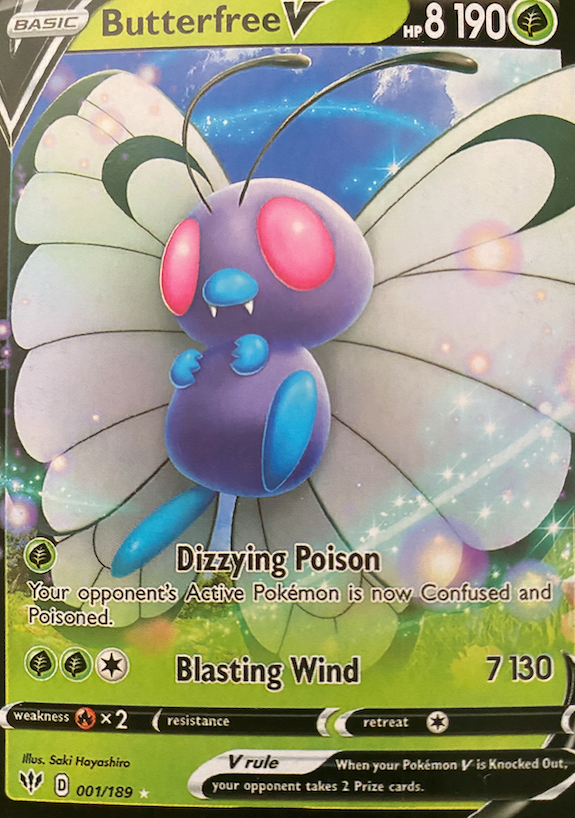 BASIC
Butterfree V
HP 8 190
Dizzying Poison
Your opponent's Active Pokémon is now Confused and
Poisoned.
Blasting Wind 7 130
weakness ×2 resistance retreat
Illus. Saki Hayashiro
V rule When your Pokémon V is Knocked Out,
your opponent takes 2 Prize cards.
D 001/189